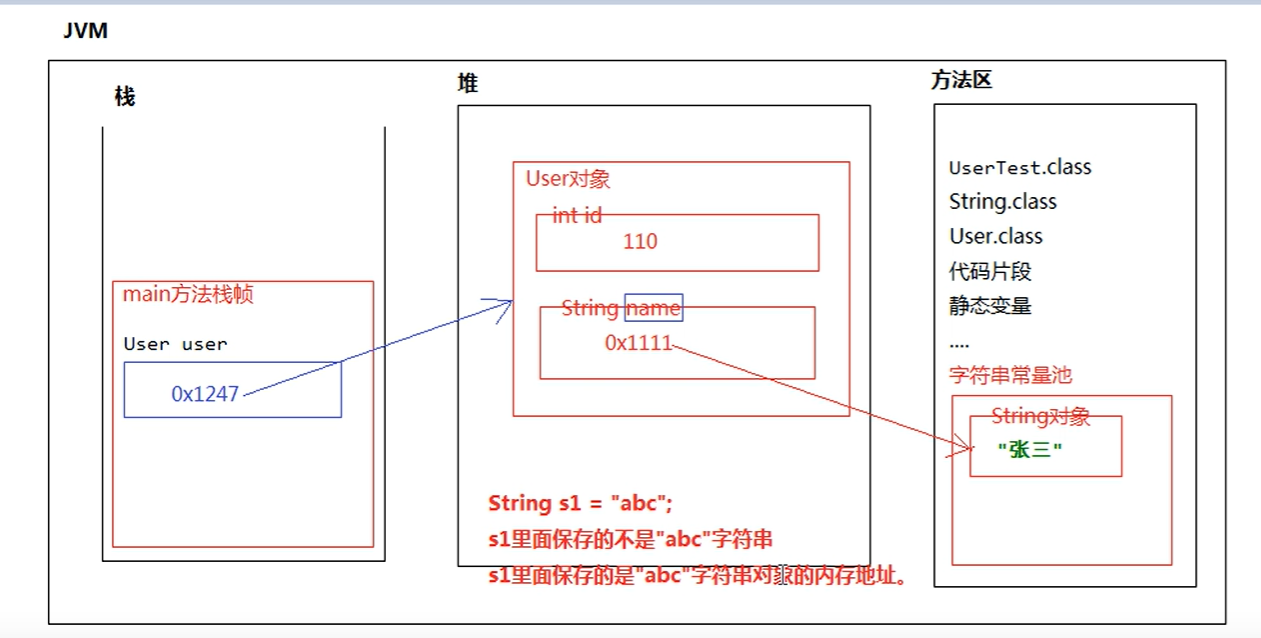 JVM
栈
main方法栈帧
User user
0x1247
堆
User对象
int id
110
String name
0x1111
String s1 = "abc";
s1里面保存的不是"abc"字符串
s1里面保存的是"abc"字符串对象的内存地址。
方法区
UserTest.class
String.class
User.class
代码片段
静态变量
....
字符串常量池
String对象
"张三"